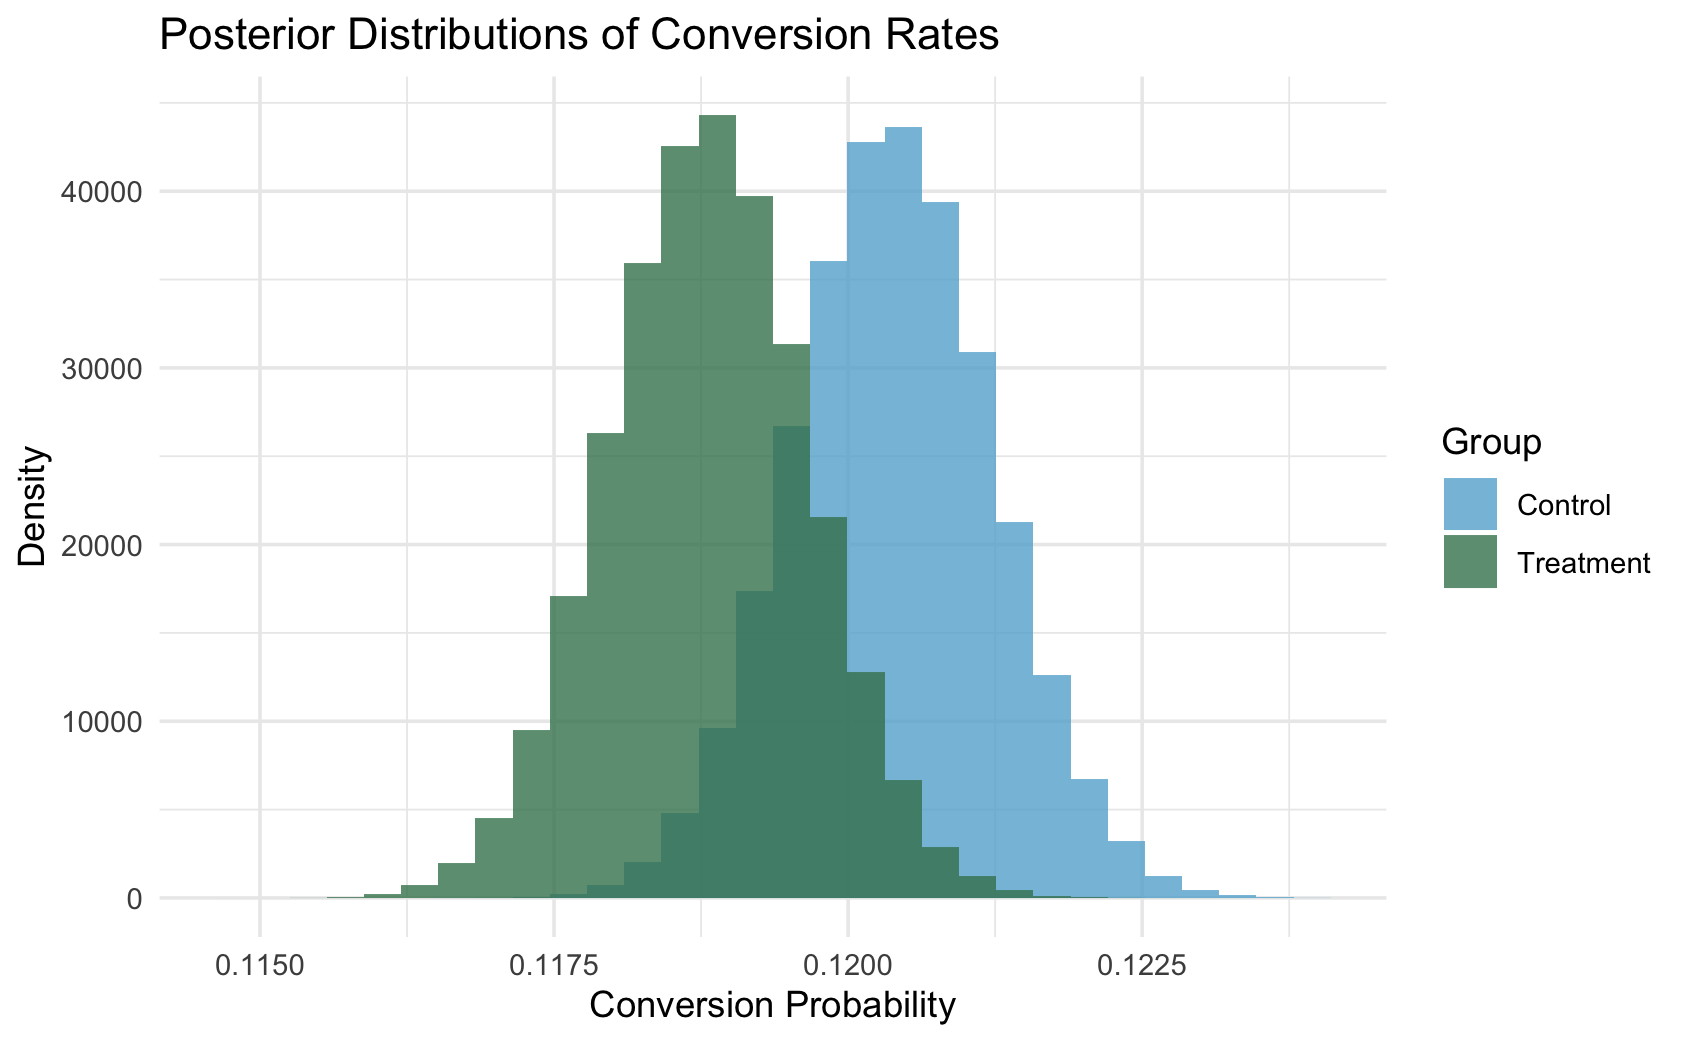 Posterior Distributions of Conversion Rates
Density
40000
30000
20000
10000
0
0.1150
0.1175
0.1200
0.1225
Conversion Probability
Group
Control
Treatment